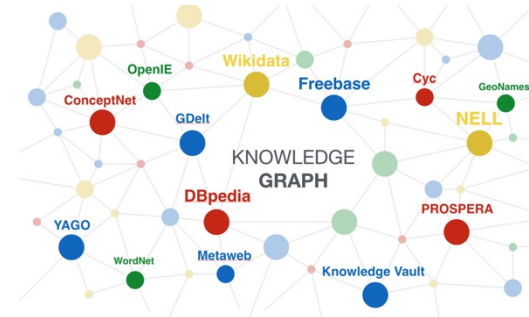 Wikidata
OpenIE
Freebase
Cyc
GeoNames
ConceptNet
GDelt
NELL
KNOWLEDGE
GRAPH
DBpedia
PROSPERA
YAGO
WordNet
Metaweb
Knowledge Vault